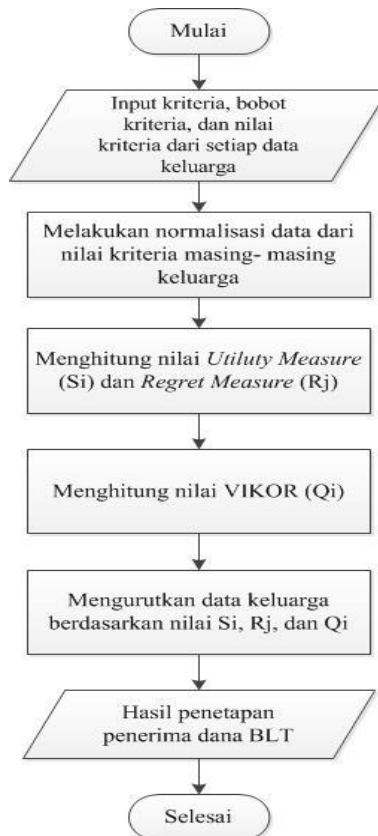 Mulai
Input kriteria, bobot
kriteria, dan nilai
kriteria dari setiap data
keluarga
Melakukan normalisasi data dari
nilai kriteria masing- masing
keluarga
Menghitung nilai Utiluty Measure
(Si) dan Regret Measure (Rj)
Menghitung nilai VIKOR (Qi)
Mengurutkan data keluarga
berdasarkan nilai Si, Rj, dan Qi
Hasil penetapan
penerima dana BLT
Selesai